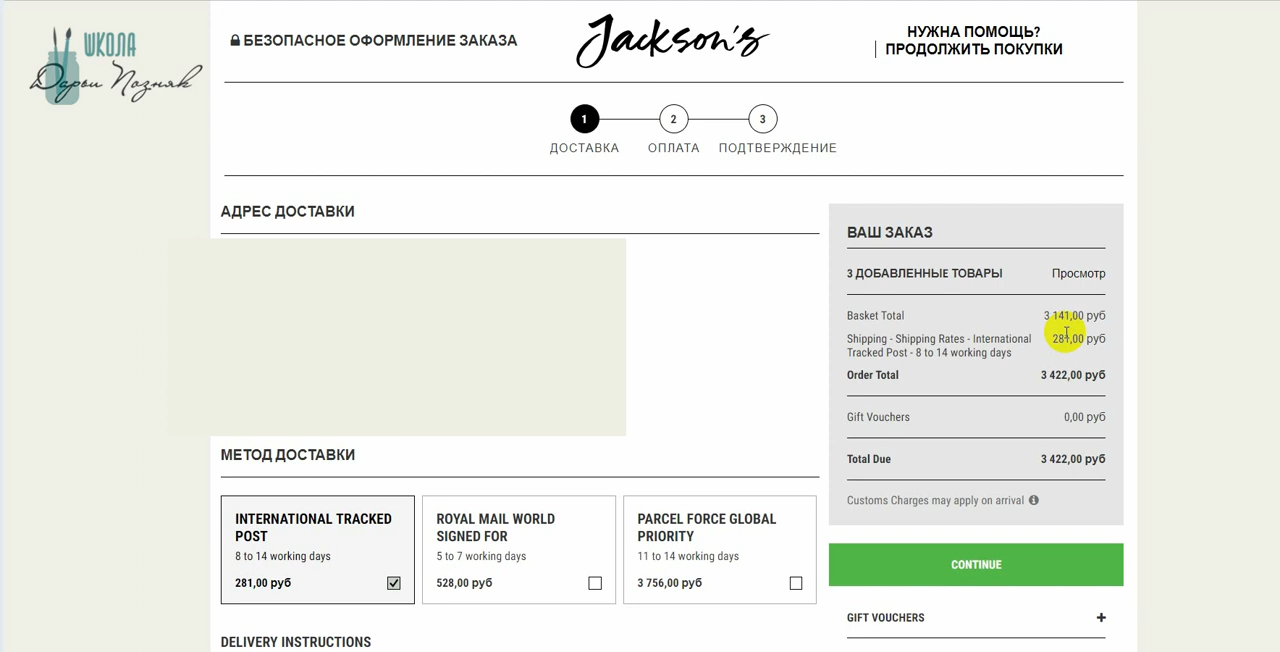 ШКОЛА
Дарьи Позняк
БЕЗОПАСНОЕ ОФОРМЛЕНИЕ ЗАКАЗА
Jackson's
НУЖНА ПОМОЩЬ?
ПРОДОЛЖИТЬ ПОКУПКИ
1 2 3
ДОСТАВКА ОПЛАТА ПОДТВЕРЖДЕНИЕ
АДРЕС ДОСТАВКИ
МЕТОД ДОСТАВКИ
INTERNATIONAL TRACKED
POST
8 to 14 working days
281,00 руб
ROYAL MAIL WORLD
SIGNED FOR
5 to 7 working days
528,00 руб
PARCEL FORCE GLOBAL
PRIORITY
11 to 14 working days
3 756,00 руб
DELIVERY INSTRUCTIONS
ВАШ ЗАКАЗ
3 ДОБАВЛЕННЫЕ ТОВАРЫ Просмотр
Basket Total 3 141,00 руб
Shipping - Shipping Rates - International 281,00 руб
Tracked Post - 8 to 14 working days
Order Total 3 422,00 руб
Gift Vouchers 0,00 руб
Total Due 3 422,00 руб
Customs Charges may apply on arrival
CONTINUE
GIFT VOUCHERS +